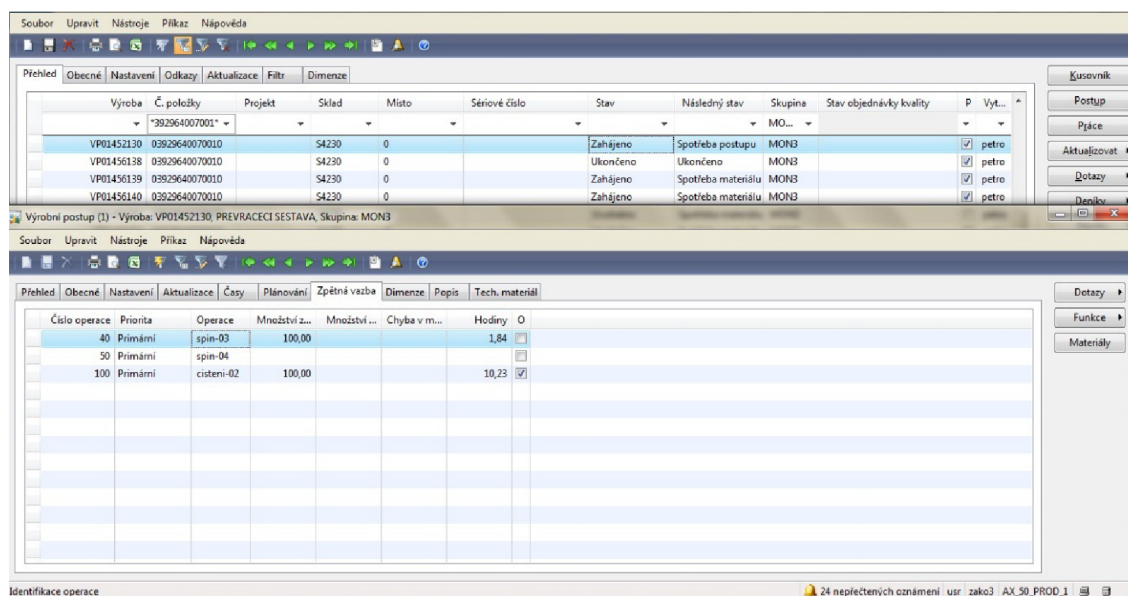 Soubor Upravit Nástroje Příkaz Nápověda
Přehled Obecné Nastavení Odkazy Aktualizace Filtr Dimenze Kusovník
Výroba Č. položky Projekt Sklad Místo Sériové číslo Stav Následný stav Skupina Stav objednávky kvality P Vyt... Postup
*392964007001* MO... Práce
VP01452130 03929640070010 S4230 0 Zahájeno Spotřeba postupu MON3 petro Aktualizovat
VP01456138 03929640070010 S4230 0 Ukončeno Ukončeno MON3 petro
VP01456139 03929640070010 S4230 0 Zahájeno Spotřeba materiálu MON3 petro Dotazy
VP01456140 03929640070010 S4230 0 Zahájeno Spotřeba materiálu MON3 petro Deníky
Výrobní postup (1) - Výroba: VP01452130, PREVRACECI SESTAVA, Skupina: MON3
Soubor Upravit Nástroje Příkaz Nápověda
Přehled Obecné Nastavení Aktualizace Časy Plánování Zpětná vazba Dimenze Popis Tech. materiál Dotazy
Číslo operace Priorita Operace Množství z... Množství ... Chyba v m... Hodiny O Funkce
40 Primární spin-03 100,00 1,84 Materiály
50 Primární spin-04
100 Primární cisteni-02 100,00 10,23
Identifikace operace 24 nepřečtených oznámení usr zako3 AX_50_PROD_1